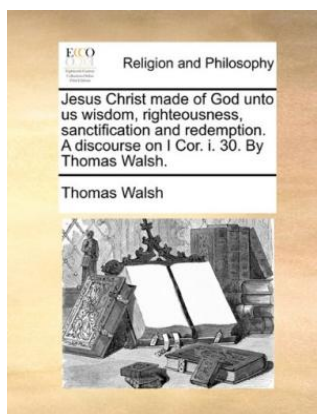 ECCO
Religion and Philosophy
Jesus Christ made of God unto
us wisdom, righteousness,
sanctification and redemption.
A discourse on I Cor. i. 30. By
Thomas Walsh.
Thomas Walsh